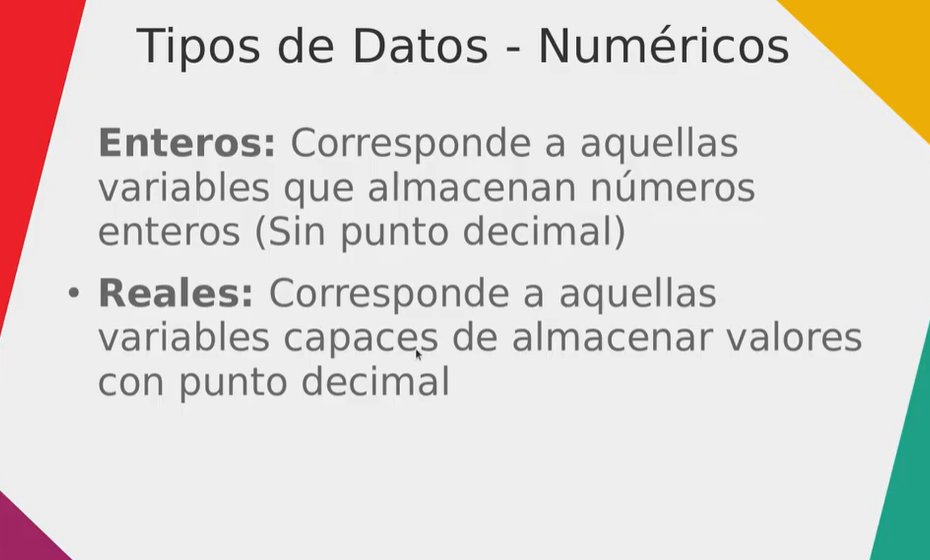 Tipos de Datos - Numéricos
Enteros: Corresponde a aquellas
variables que almacenan números
enteros (Sin punto decimal)
• Reales: Corresponde a aquellas
variables capaces de almacenar valores
con punto decimal